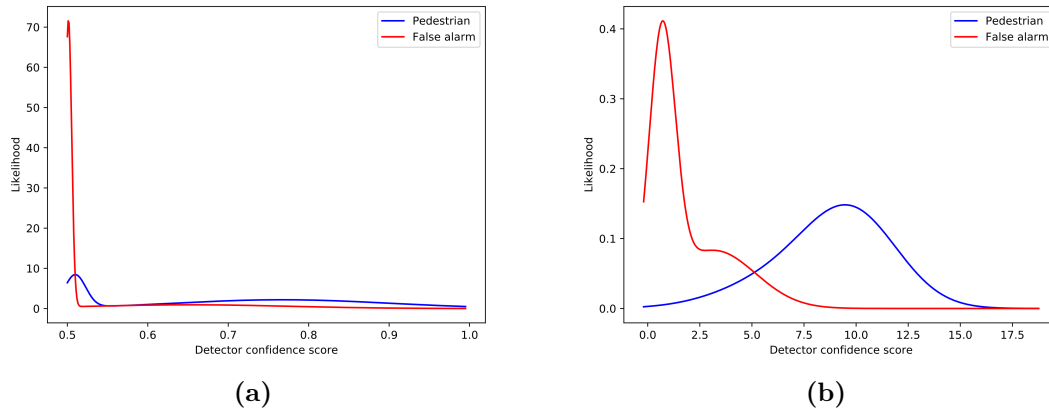 70
60
50
40
30
20
10
0
Likelihood
Pedestrian
False alarm
0.5 0.6 0.7 0.8 0.9 1.0
Detector confidence score
(a)
0.4
0.3
0.2
0.1
0.0
Likelihood
Pedestrian
False alarm
0.0 2.5 5.0 7.5 10.0 12.5 15.0 17.5
Detector confidence score
(b)